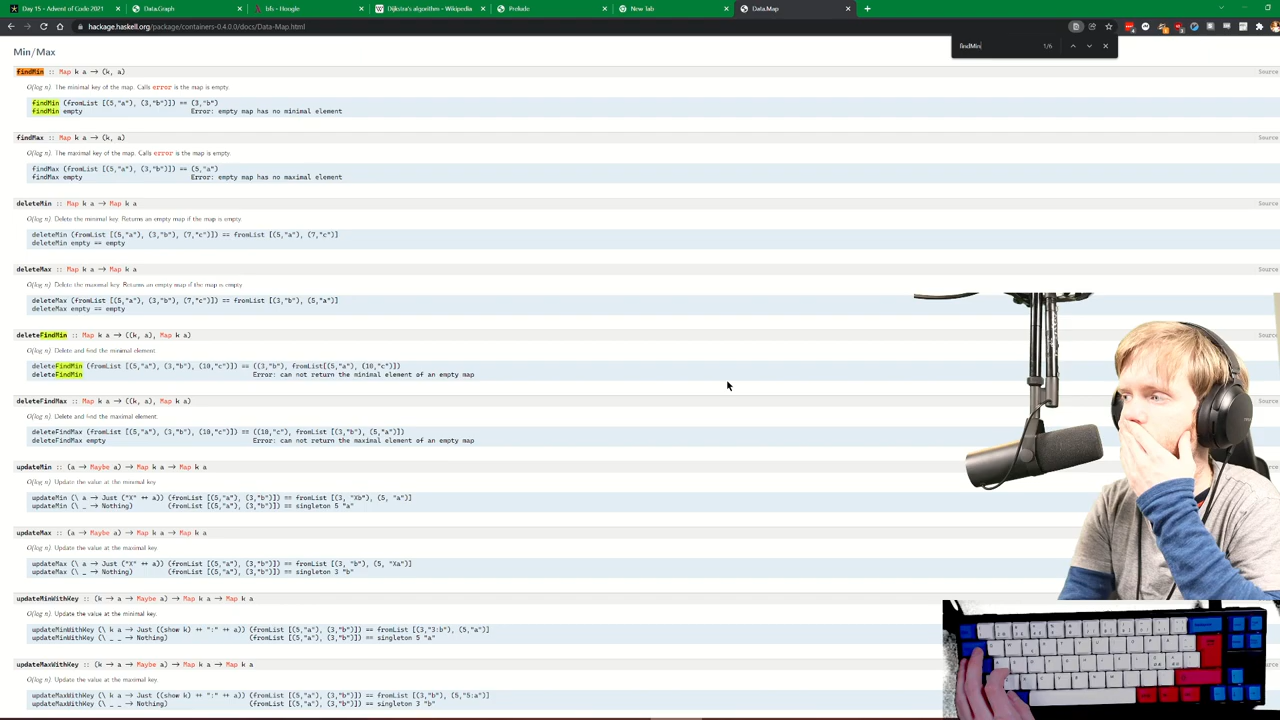 Day 15 - Advent of Code 2021
Data.Graph
bfs - Google
Dijkstra's algorithm - Wikipedia
Prelude
New Tab
Data.Map
hackage.haskell.org/package/containers-0.4.0.0/docs/Data-Map.html
findMin 1/6
Min/Max
findMin :: Map k a -> (k, a) Source
O(log n). The minimal key of the map. Calls error is the map is empty.
findMin (fromList [(5,"a"), (3,"b")]) == (3,"b")
findMin empty Error: empty map has no minimal element
findMax :: Map k a -> (k, a) Source
O(log n). The maximal key of the map. Calls error is the map is empty.
findMax (fromList [(5,"a"), (3,"b")]) == (5,"a")
findMax empty Error: empty map has no maximal element
deleteMin :: Map k a -> Map k a Source
O(log n). Delete the minimal key. Returns an empty map if the map is empty.
deleteMin (fromList [(5,"a"), (3,"b"), (7,"c")]) == fromList [(5,"a"), (7,"c")]
deleteMin empty == empty
deleteMax :: Map k a -> Map k a Source
O(log n). Delete the maximal key. Returns an empty map if the map is empty.
deleteMax (fromList [(5,"a"), (3,"b"), (7,"c")]) == fromList [(3,"b"), (5,"a")]
deleteMax empty == empty
deleteFindMin :: Map k a -> ((k, a), Map k a) Source
O(log n). Delete and find the minimal element.
deleteFindMin (fromList [(5,"a"), (3,"b"), (10,"c")]) == ((3,"b"), fromList[(5,"a"), (10,"c")])
deleteFindMin Error: can not return the minimal element of an empty map
deleteFindMax :: Map k a -> ((k, a), Map k a) Source
O(log n). Delete and find the maximal element.
deleteFindMax (fromList [(5,"a"), (3,"b"), (10,"c")]) == ((10,"c"), fromList [(3,"b"), (5,"a")])
deleteFindMax empty Error: can not return the maximal element of an empty map
updateMin :: (a -> Maybe a) -> Map k a -> Map k a Source
O(log n). Update the value at the minimal key.
updateMin (\ a -> Just ("X" ++ a)) (fromList [(5,"a"), (3,"b")]) == fromList [(3, "Xb"), (5, "a")]
updateMin (\ _ -> Nothing) (fromList [(5,"a"), (3,"b")]) == singleton 5 "a"
updateMax :: (a -> Maybe a) -> Map k a -> Map k a Source
O(log n). Update the value at the maximal key.
updateMax (\ a -> Just ("X" ++ a)) (fromList [(5,"a"), (3,"b")]) == fromList [(3, "b"), (5, "Xa")]
updateMax (\ _ -> Nothing) (fromList [(5,"a"), (3,"b")]) == singleton 3 "b"
updateMinWithKey :: (k -> a -> Maybe a) -> Map k a -> Map k a Source
O(log n). Update the value at the minimal key.
updateMinWithKey (\ k a -> Just ((show k) ++ ":" ++ a)) (fromList [(5,"a"), (3,"b")]) == fromList [(3,"3:b"), (5,"a")]
updateMinWithKey (\ _ _ -> Nothing) (fromList [(5,"a"), (3,"b")]) == singleton 5 "a"
updateMaxWithKey :: (k -> a -> Maybe a) -> Map k a -> Map k a Source
O(log n). Update the value at the maximal key.
updateMaxWithKey (\ k a -> Just ((show k) ++ ":" ++ a)) (fromList [(5,"a"), (3,"b")]) == fromList [(3,"b"), (5,"5:a")]
updateMaxWithKey (\ _ _ -> Nothing) (fromList [(5,"a"), (3,"b")]) == singleton 3 "b"